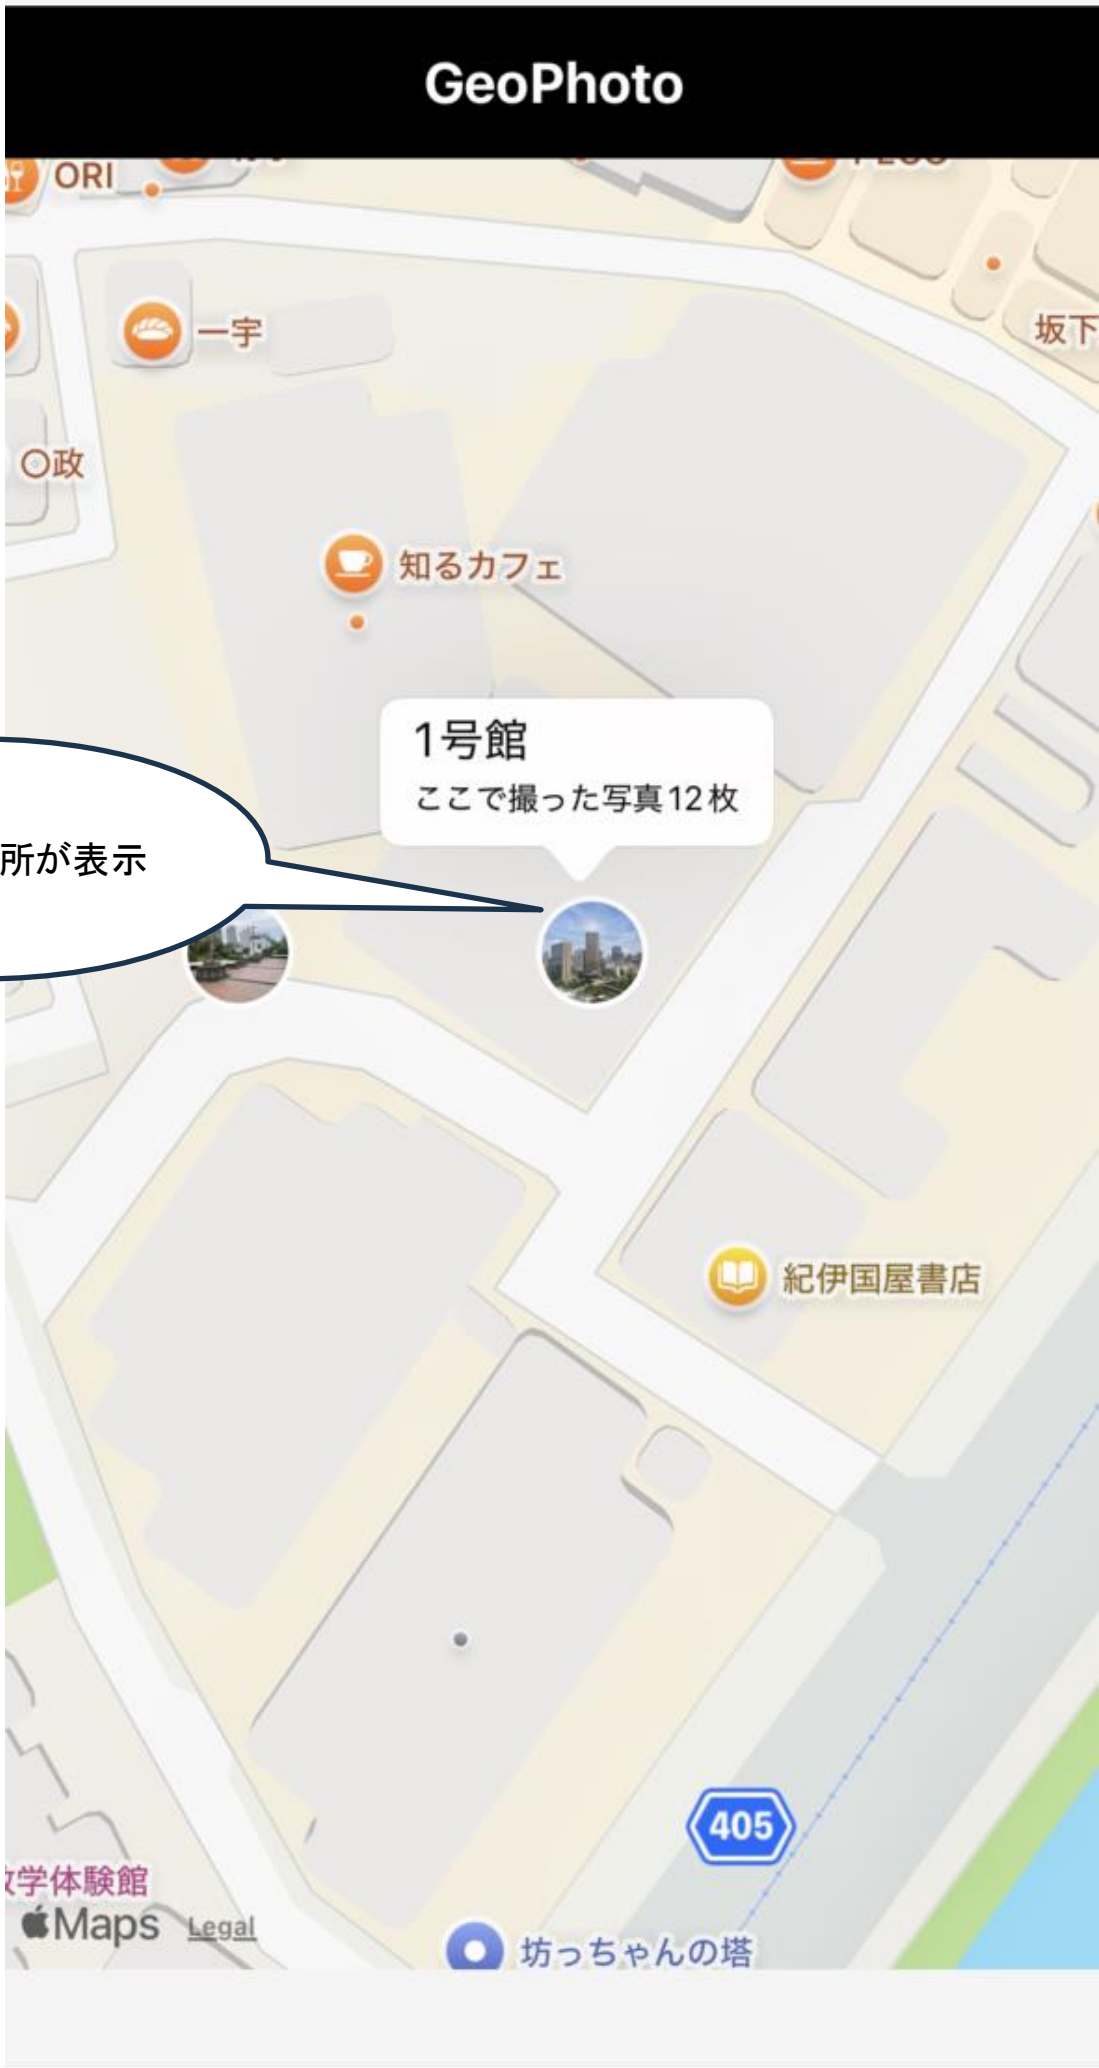 GeoPhoto
ORI
一宇
坂下
〇政
知るカフェ
1号館
ここで撮った写真12枚
所が表示
紀伊国屋書店
405
学体験館
Maps Legal
坊っちゃんの塔